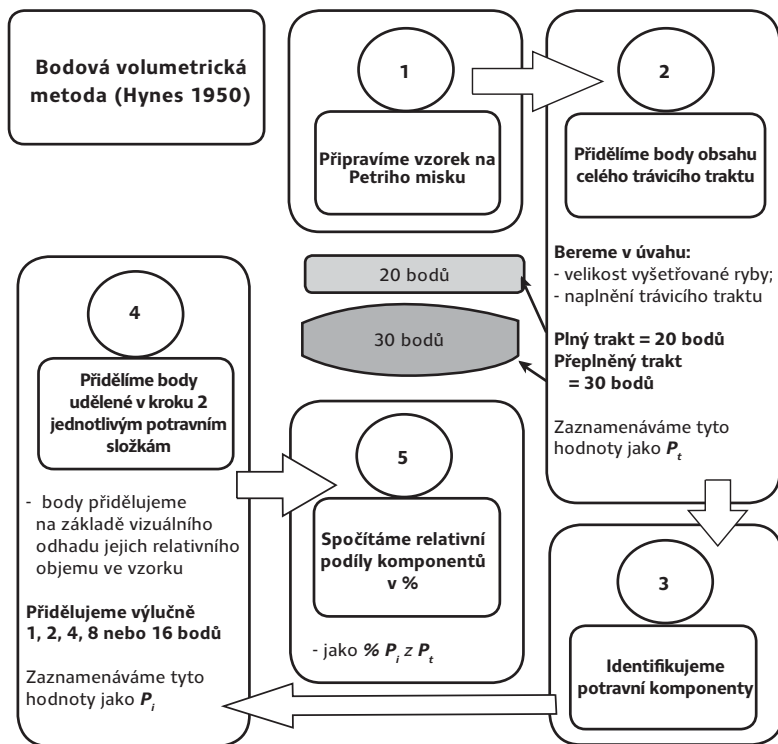 Bodová volumetrická
metoda (Hynes 1950)
1
Připravíme vzorek na
Petriho misku
2
Přidělíme body obsahu
celého trávicího traktu
Bereme v úvahu:
- velikost vyšetřované ryby;
- naplnění trávicího traktu
Plný trakt = 20 bodů
Přeplněný trakt
= 30 bodů
Zaznamenáváme tyto
hodnoty jako Pt
20 bodů
30 bodů
3
Identifikujeme
potravní komponenty
4
Přidělíme body
udělené v kroku 2
jednotlivým potravním
složkám
- body přidělujeme
na základě vizuálního
odhadu jejich relativního
objemu ve vzorku
Přidělujeme výlučně
1, 2, 4, 8 nebo 16 bodů
Zaznamenáváme tyto
hodnoty jako Pi
5
Spočítáme relativní
podíly komponentů
v %
- jako % Pi z Pt